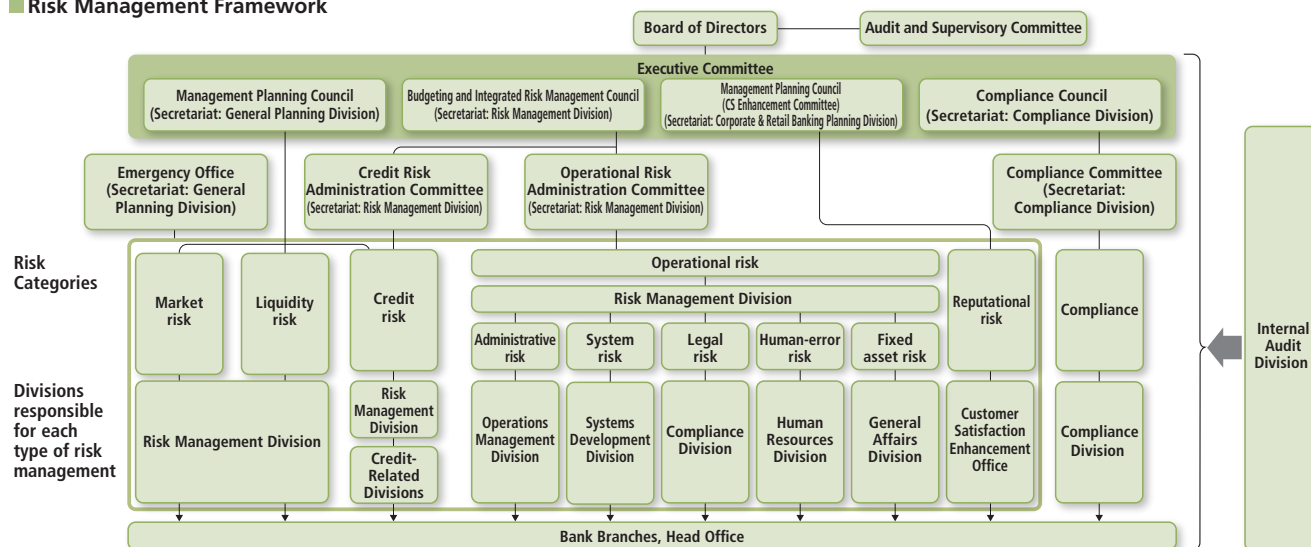 Risk Management Framework
Board of Directors
Audit and Supervisory Committee
Executive Committee
Management Planning Council
(Secretariat: General Planning Division)
Budgeting and Integrated Risk Management Council
(Secretariat: Risk Management Division)
Management Planning Council
(CS Enhancement Committee)
(Secretariat: Corporate & Retail Banking Planning Division)
Compliance Council
(Secretariat: Compliance Division)
Emergency Office
(Secretariat: General
Planning Division)
Credit Risk
Administration Committee
(Secretariat: Risk Management Division)
Operational Risk
Administration Committee
(Secretariat: Risk Management Division)
Compliance Committee
(Secretariat:
Compliance Division)
Risk
Categories
Market
risk
Liquidity
risk
Credit
risk
Operational risk
Risk Management Division
Administrative
risk
System
risk
Legal
risk
Human-error
risk
Fixed
asset risk
Reputational
risk
Compliance
Internal
Audit
Division
Divisions
responsible
for each
type of risk
management
Risk Management Division
Risk
Management
Division
Credit-
Related
Divisions
Operations
Management
Division
Systems
Development
Division
Compliance
Division
Human
Resources
Division
General
Affairs
Division
Customer
Satisfaction
Enhancement
Office
Compliance
Division
Bank Branches, Head Office